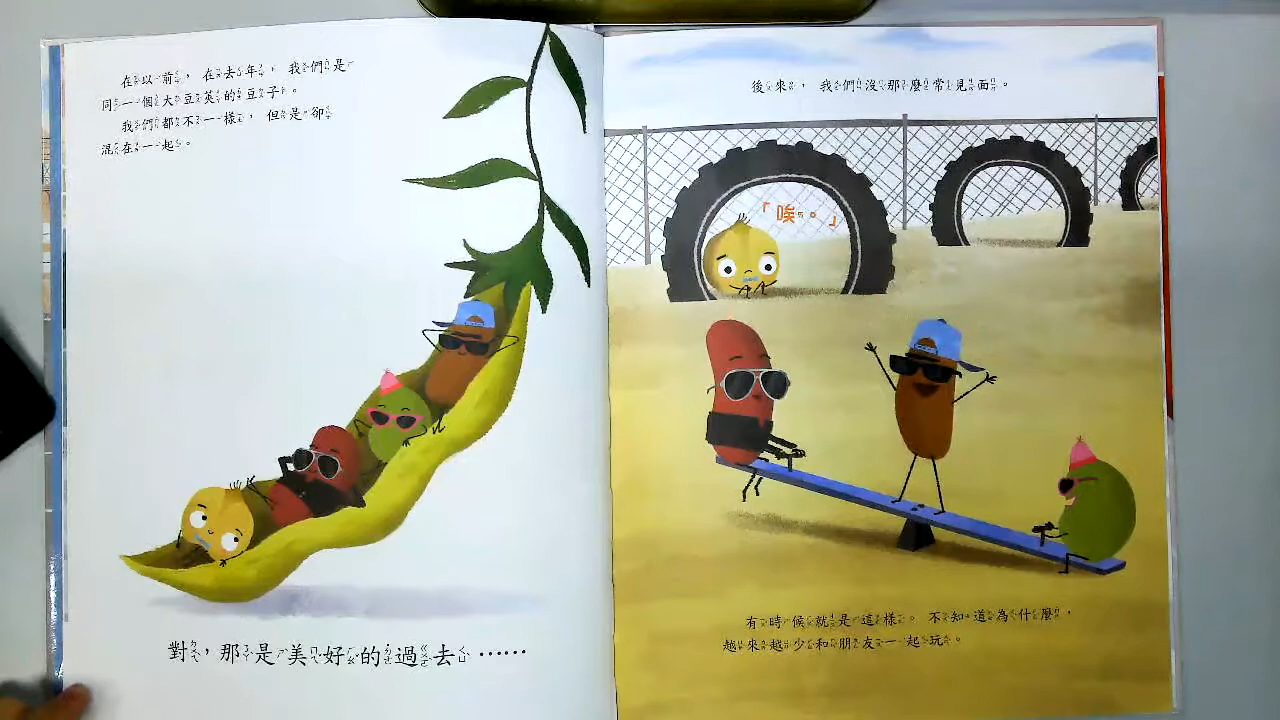 在以前，在去年，我們是
同一個大豆莢的豆子。
我們都不一樣，但是卻
混在一起。
對，那是美好的過去⋯⋯
後來，我們沒那麼常見面。
「唉。」
有時候就是這樣。不知道為什麼，
越來越少和朋友一起玩。